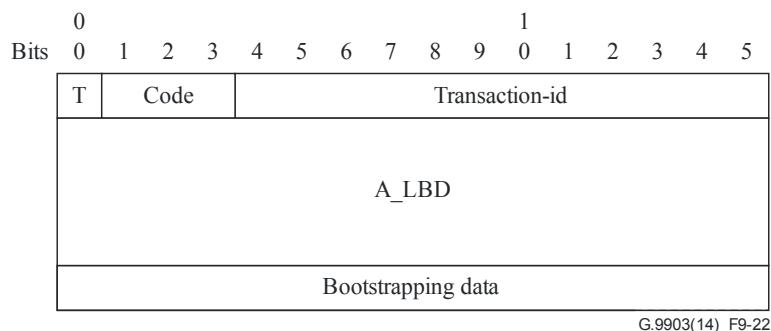 0 1
Bits 0 1 2 3 4 5 6 7 8 9 0 1 2 3 4 5
T Code Transaction-id
A_LBD
Bootstrapping data
G.9903(14)_F9-22